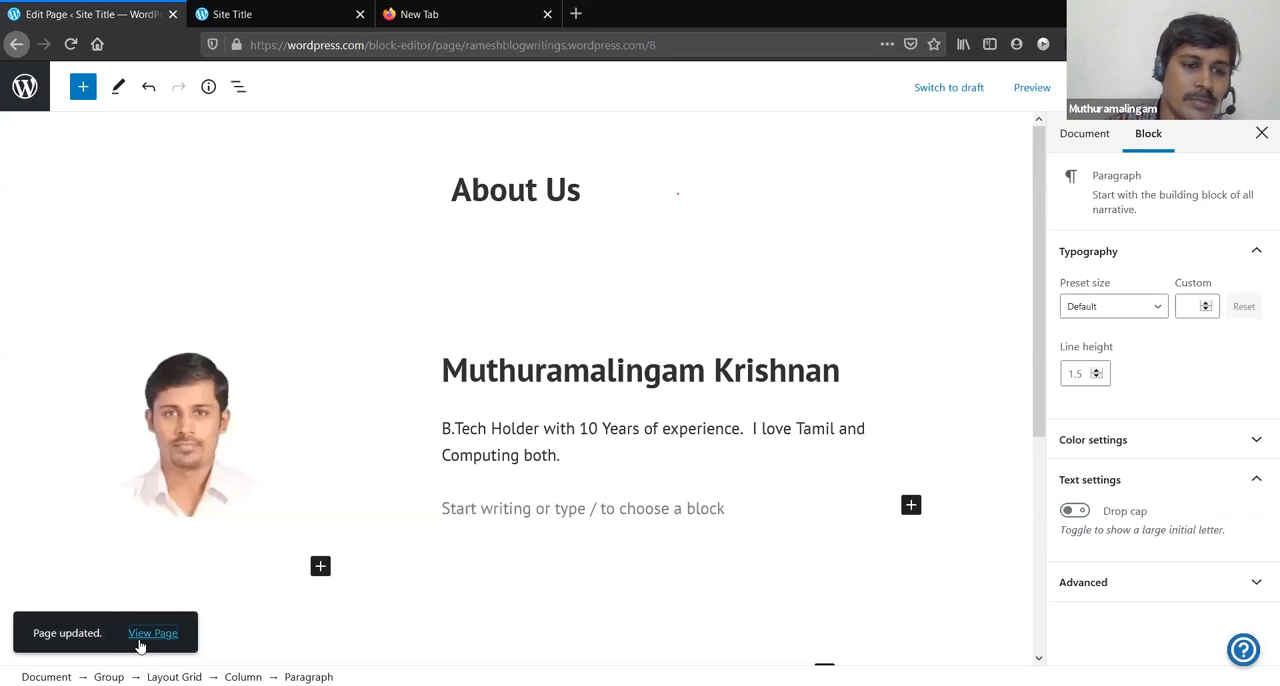 Edit Page ‹ Site Title — WordP
Site Title
New Tab
https://wordpress.com/block-editor/page/rameshblogwritings.wordpress.com/8
Switch to draft
Preview
Muthuramalingam
Document
Block
Paragraph
Start with the building block of all
narrative.
About Us
Typography
Preset size
Custom
Default
Reset
Line height
1.5
Muthuramalingam Krishnan
B.Tech Holder with 10 Years of experience.  I love Tamil and
Computing both.
Color settings
Text settings
Start writing or type / to choose a block
Drop cap
Toggle to show a large initial letter.
Advanced
Page updated.
View Page
Document → Group → Layout Grid → Column → Paragraph